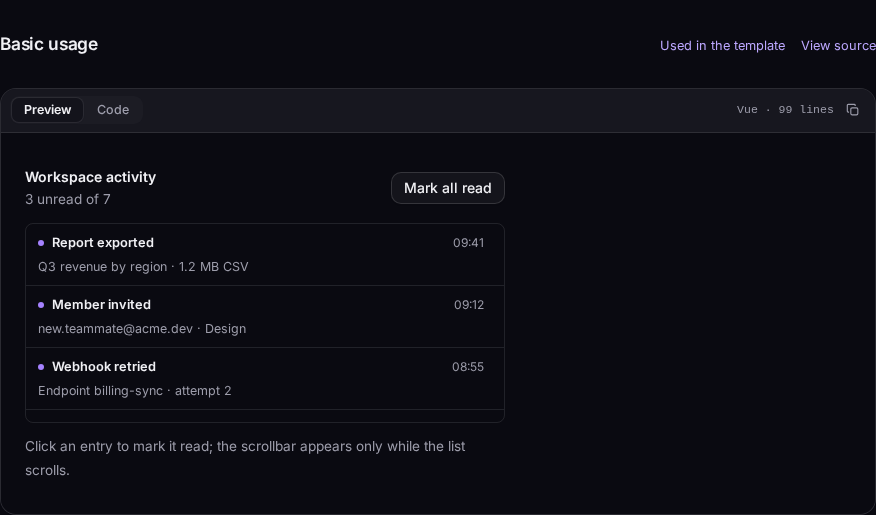 Basic usage
Used in the template
View source
Preview
Code
Vue · 99 lines
Workspace activity
3 unread of 7
Mark all read
Report exported
09:41
Q3 revenue by region · 1.2 MB CSV
Member invited
09:12
new.teammate@acme.dev · Design
Webhook retried
08:55
Endpoint billing-sync · attempt 2
Click an entry to mark it read; the scrollbar appears only while the list
scrolls.